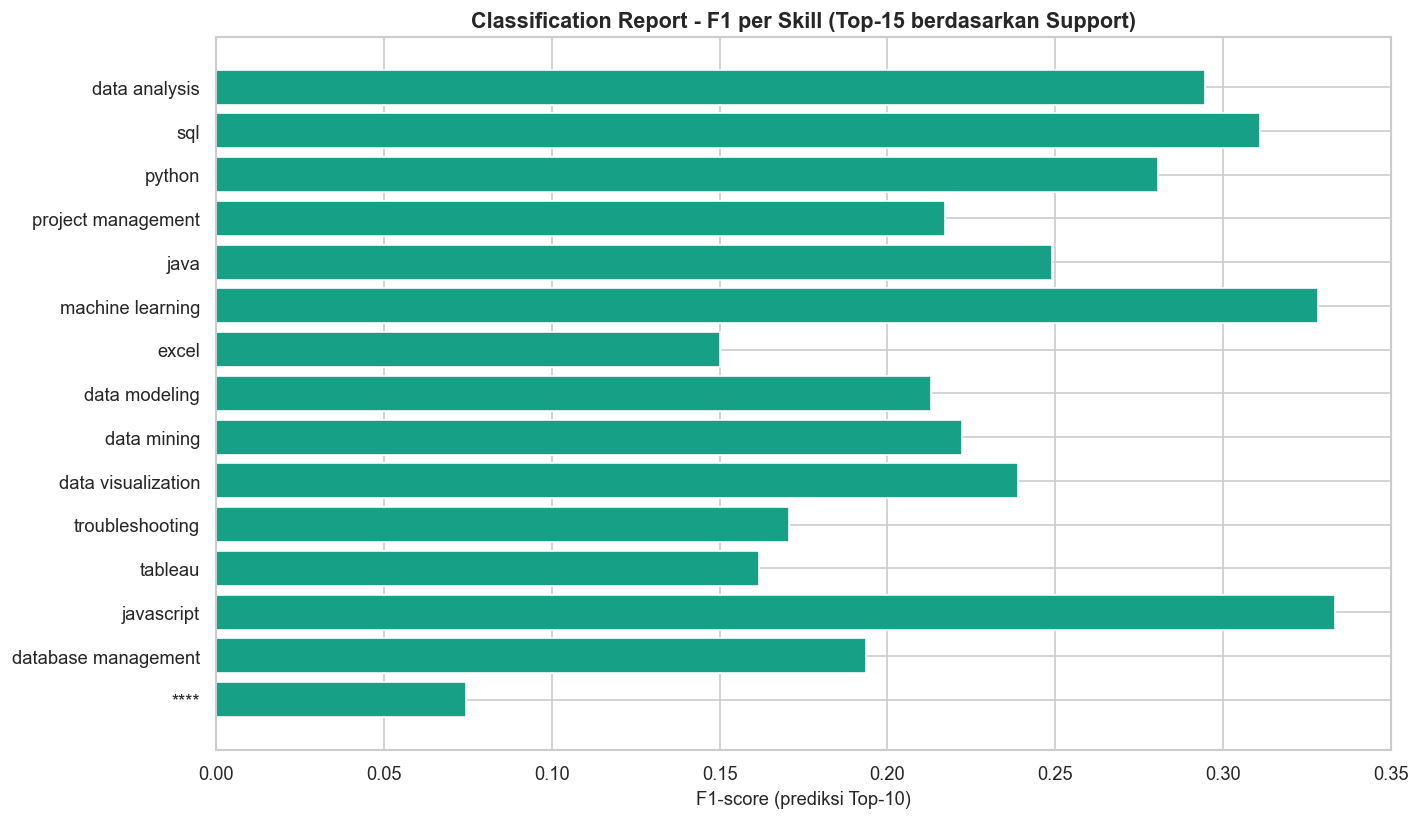 Classification Report - F1 per Skill (Top-15 berdasarkan Support)
data analysis
sql
python
project management
java
machine learning
excel
data modeling
data mining
data visualization
troubleshooting
tableau
javascript
database management
****
0.00 0.05 0.10 0.15 0.20 0.25 0.30 0.35
F1-score (prediksi Top-10)